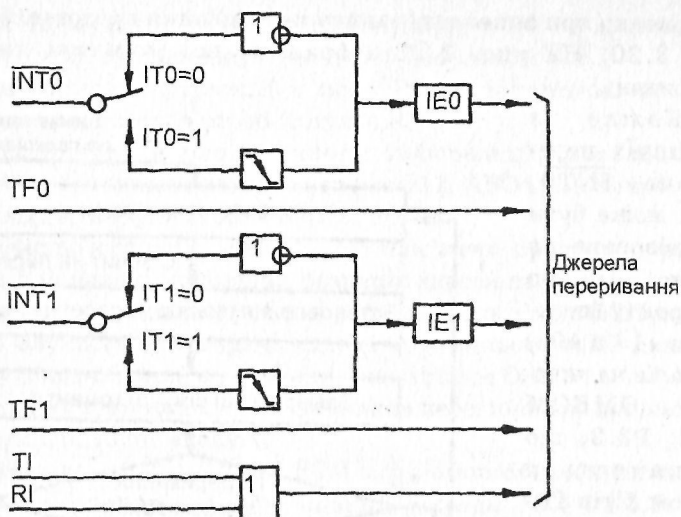 1
INT0
IT0=0
IE0
IT0=1
TF0
1
INT1
IT1=0
Джерела
переривання
IE1
IT1=1
TF1
TI
RI
1